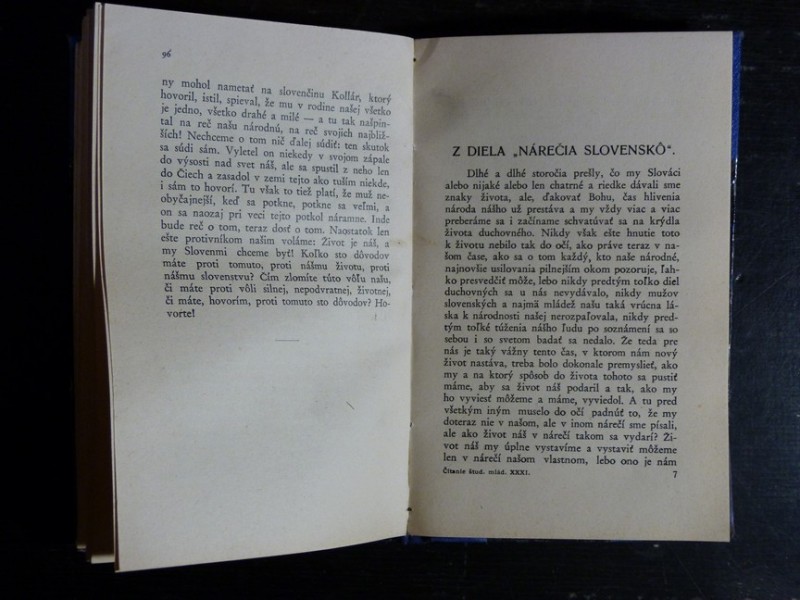 96
ny mohol nametať na slovenčinu Kollár, ktorý
hovoril, istil, spieval, že mu v rodine našej všetko
je jedno, všetko drahé a milé — a tu tak našpin-
tal na reč našu národnú, na reč svojich najbliž-
ších! Nechceme o tom nič ďalej súdiť: ten skutok
sa súdi sám. Vyletel on niekedy v svojom zápale
do výsosti nad svet náš, ale sa spustil z neho len
do Čiech a zasadol v zemi tejto ako tuším niekde,
i sám to hovorí. Tu však to tiež platí, že muž ne-
obyčajnejší, keď sa potkne, potkne sa veľmi, a
on sa naozaj pri veci tejto potkol náramne. Inde
bude reč o tom, teraz dosť o tom. Naostatok len
ešte protivníkom našim voláme: Život je náš, a
my Slovenmi chceme byť! Koľko sto dôvodov
máte proti tomuto, proti nášmu životu, proti
nášmu slovenstvu? Čím zlomíte túto vôľu našu,
či máte proti vôli silnej, nepodvratnej, životnej,
či máte, hovorím, proti tomuto sto dôvodov? Ho-
vorte!
Z DIELA „NÁREČIA SLOVENSKÔ“.
Dlhé a dlhé storočia prešly, čo my Slováci
alebo nijaké alebo len chatrné a riedke dávali sme
znaky života, ale, ďakovať Bohu, čas hlivenia
národa nášho už prestáva a my vždy viac a viac
preberáme sa i začíname schvatúvať sa na krýdla
života duchovného. Nikdy však ešte hnutie toto
k životu nebilo tak do očí, ako práve teraz v na-
šom čase, ako sa o tom každý, kto naše národné,
najnovšie usilovania pilnejším okom pozoruje, ľah-
ko presvedčiť môže, lebo nikdy predtým toľko diel
duchovných sa u nás nevydávalo, nikdy mužov
slovenských a najmä mládež našu taká vrúcna lá-
ska k národnosti našej nerozpaľovala, nikdy pred-
tým toľké túženia nášho ľudu po soznámení sa so
sebou i so svetom badať sa nedalo. Že teda pre
nás je taký vážny tento čas, v ktorom nám nový
život nastáva, treba bolo dokonale premyslieť, ako
my a na ktorý spôsob do života tohoto sa pustiť
máme, aby sa život náš podaril a tak, ako my
ho vyviesť môžeme a máme, vyviedol. A tu pred
všetkým iným muselo do očí padnúť to, že my
doteraz nie v našom, ale v inom nárečí sme písali,
ale ako život náš v nárečí takom sa vydarí? Ži-
vot náš my úplne vystavíme a vystaviť môžeme
len v nárečí našom vlastnom, lebo ono je nám
Čítanie štud. mlád. XXXI.
7